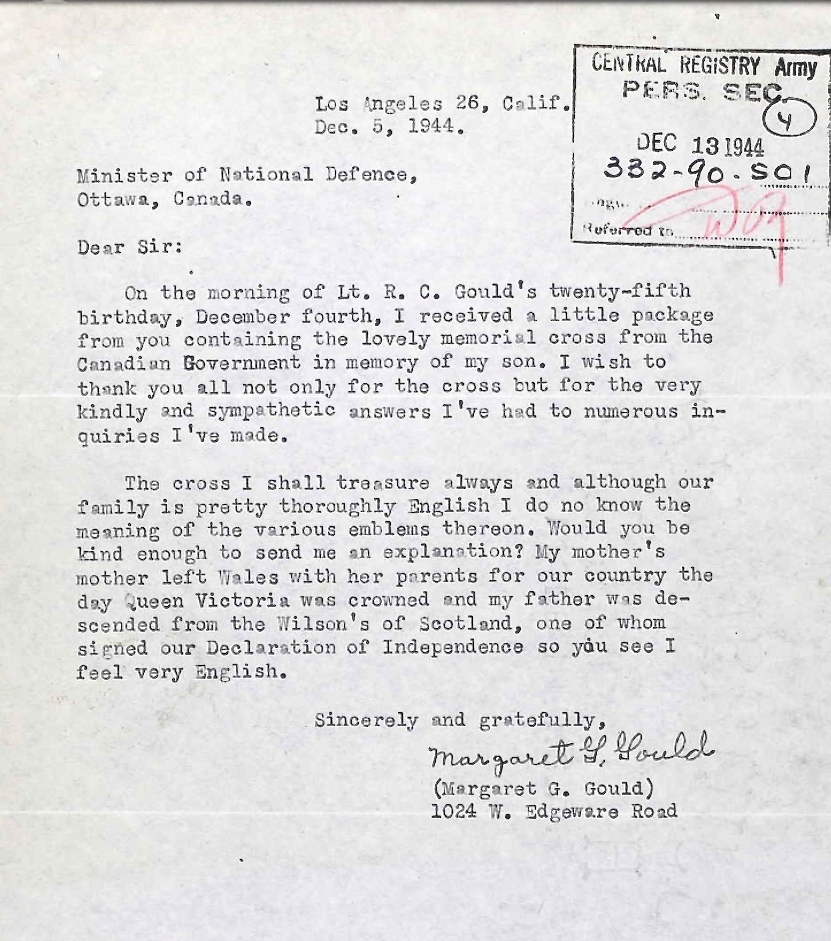 CENTRAL REGISTRY Army
PERS. SEC.
4
DEC 13 1944
332-90-S01
Referred to
Los Angeles 26, Calif.
Dec. 5, 1944.
Minister of National Defence,
Ottawa, Canada.
Dear Sir:
On the morning of Lt. R. C. Gould's twenty-fifth
birthday, December fourth, I received a little package
from you containing the lovely memorial cross from the
Canadian Government in memory of my son. I wish to
thank you all not only for the cross but for the very
kindly and sympathetic answers I've had to numerous in-
quiries I've made.
The cross I shall treasure always and although our
family is pretty thoroughly English I do no know the
meaning of the various emblems thereon. Would you be
kind enough to send me an explanation? My mother's
mother left Wales with her parents for our country the
day Queen Victoria was crowned and my father was de-
scended from the Wilson's of Scotland, one of whom
signed our Declaration of Independence so you see I
feel very English.
Sincerely and gratefully,
Margaret G. Gould
(Margaret G. Gould)
1024 W. Edgeware Road